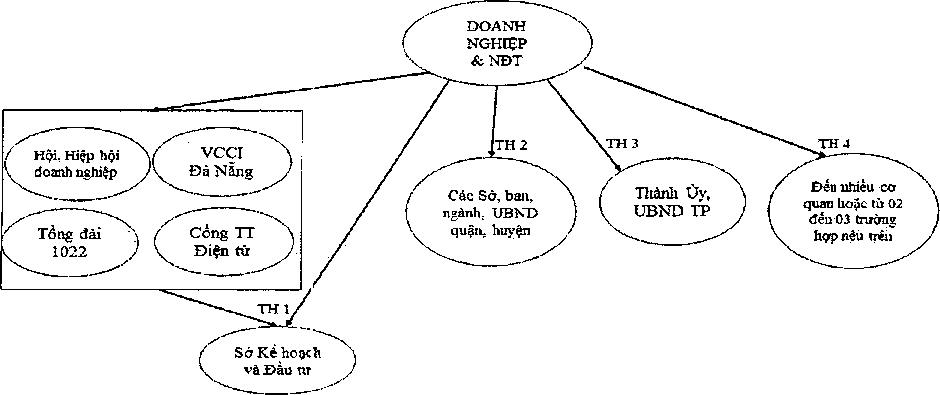 DOANH
NGHIỆP
& NĐT
TH 2
TH 3
TH 4
Hội, Hiệp hội
doanh nghiệp
VCCI
Đà Nẵng
Tổng đài
1022
Cổng TT
Điện tử
Các Sở, ban,
ngành, UBND
quận, huyện
Thành Ủy,
UBND TP
Đến nhiều cơ
quan hoặc từ 02
đến 03 trường
hợp nêu trên
TH 1
Sở Kế hoạch
và Đầu tư